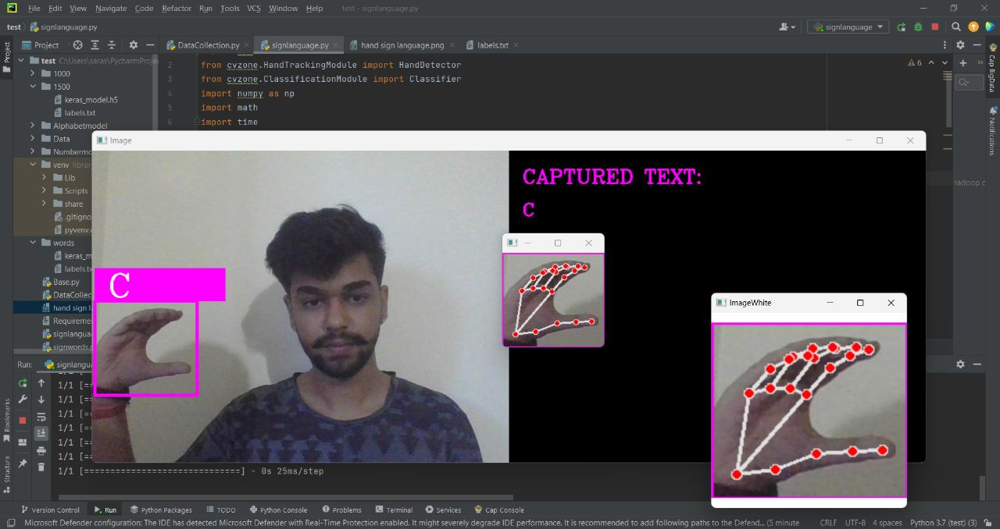 File Edit View Navigate Code Refactor Run Tools VCS Window Help test - signlanguage.py
test signlanguage.py signlanguage
Project DataCollection.py signlanguage.py hand sign language.png labels.txt
test C:\Users\saras\PycharmProje
1000
1500
keras_model.h5
labels.txt
Alphabetmodel
Data
Numbermo
venv library
Lib
Scripts
share
.gitignо
pyvenv.c
words
keras_m
labels.tx
Base.py
DataCollec
hand sign l
Requireme
signlangua
signwords.p
2 from cvzone.HandTrackingModule import HandDetector
3 from cvzone.ClassificationModule import Classifier
4 import numpy as np
5 import math
6 import time
6
Image
CAPTURED TEXT:
C
C
ImageWhite
Hadoop c
Project
Bookmarks
Structure
Cap BigData
Notifications
Run: signlangua
1/1 [==
1/1 [==
1/1 [==
1/1 [==
1/1 [==
1/1 [==
1/1 [==============================] - 0s 25ms/step
Version Control Run Python Packages TODO Python Console Problems Terminal Services Cap Console
Microsoft Defender configuration: The IDE has detected Microsoft Defender with Real-Time Protection enabled. It might severely degrade IDE performance. It is recommended to add following paths to the Defend... (5 minute CRLF UTF-8 4 spaces Python 3.7 (test) (3)